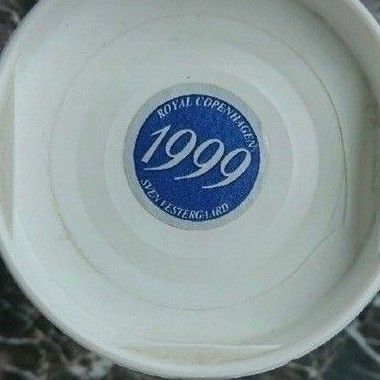 ROYAL COPENHAGEN
1999
SVEN VESTERGAARD